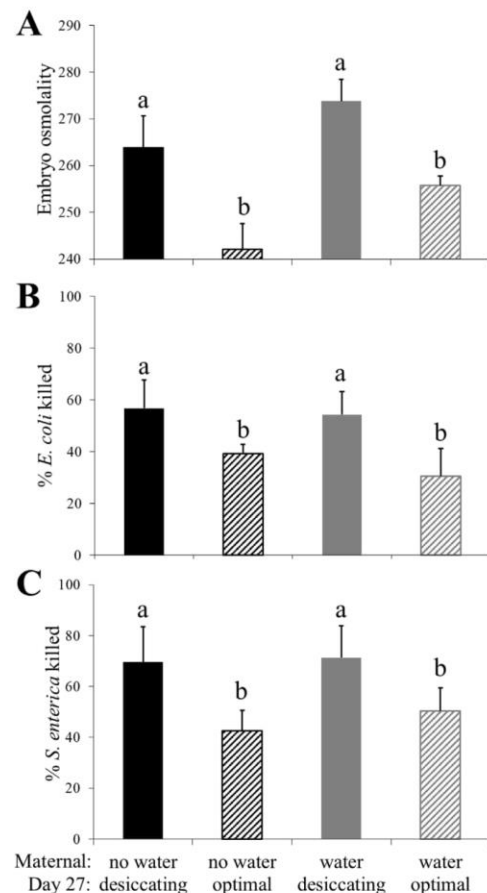 A
Embryo osmolality
290
280
270
260
250
240
a
b
a
b
B
% E. coli killed
100
80
60
40
20
0
a
b
a
b
C
% S. enterica killed
100
80
60
40
20
0
a
b
a
b
Maternal: no water no water water water
Day 27: desiccating optimal desiccating optimal